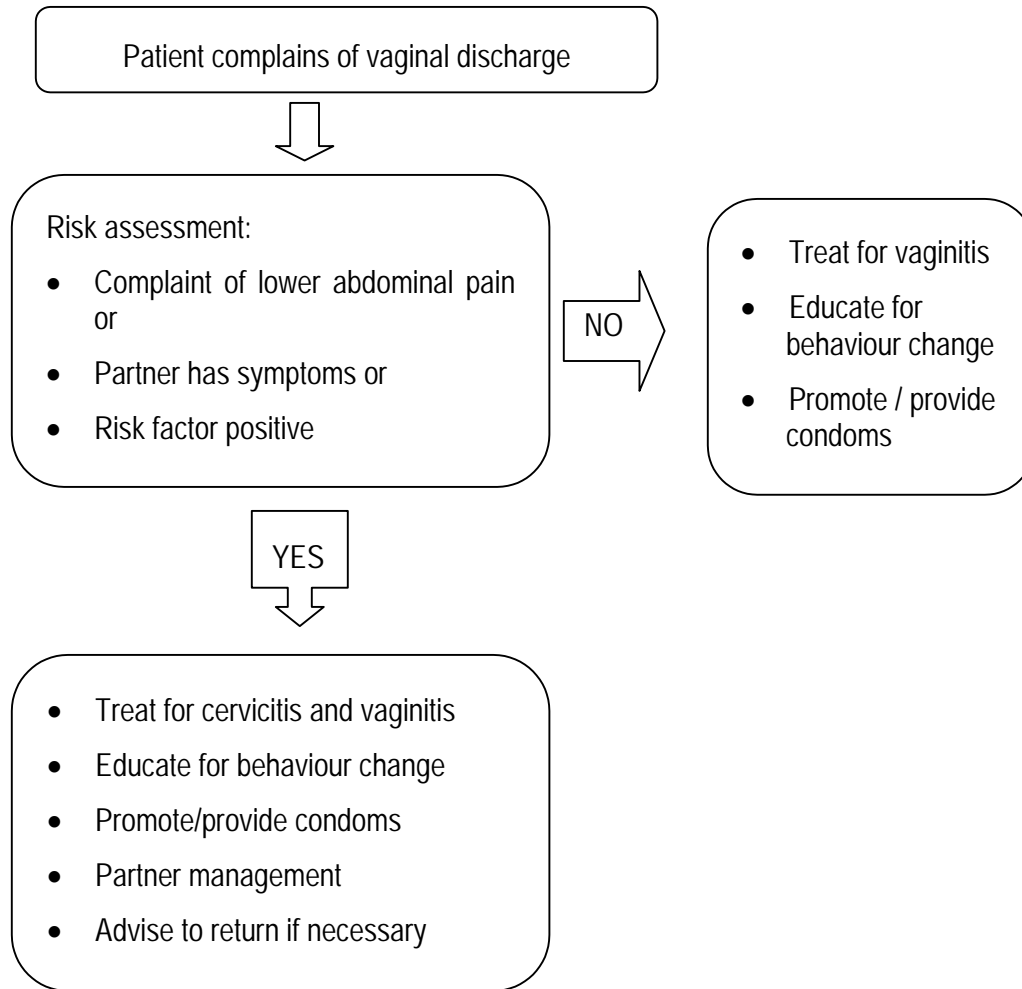 Patient complains of vaginal discharge
Risk assessment:
• Complaint of lower abdominal pain
or
• Partner has symptoms or
• Risk factor positive
NO
• Treat for vaginitis
• Educate for
behaviour change
• Promote / provide
condoms
YES
• Treat for cervicitis and vaginitis
• Educate for behaviour change
• Promote/provide condoms
• Partner management
• Advise to return if necessary